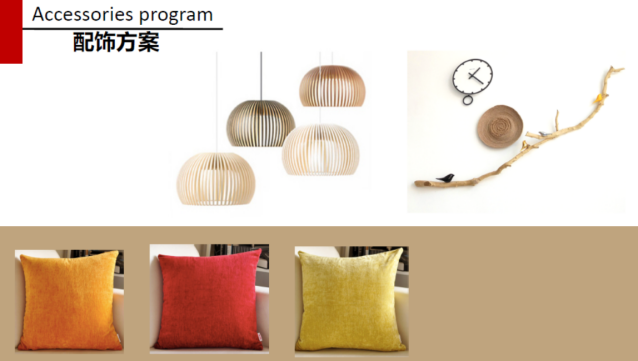 Accessories program
配饰方案